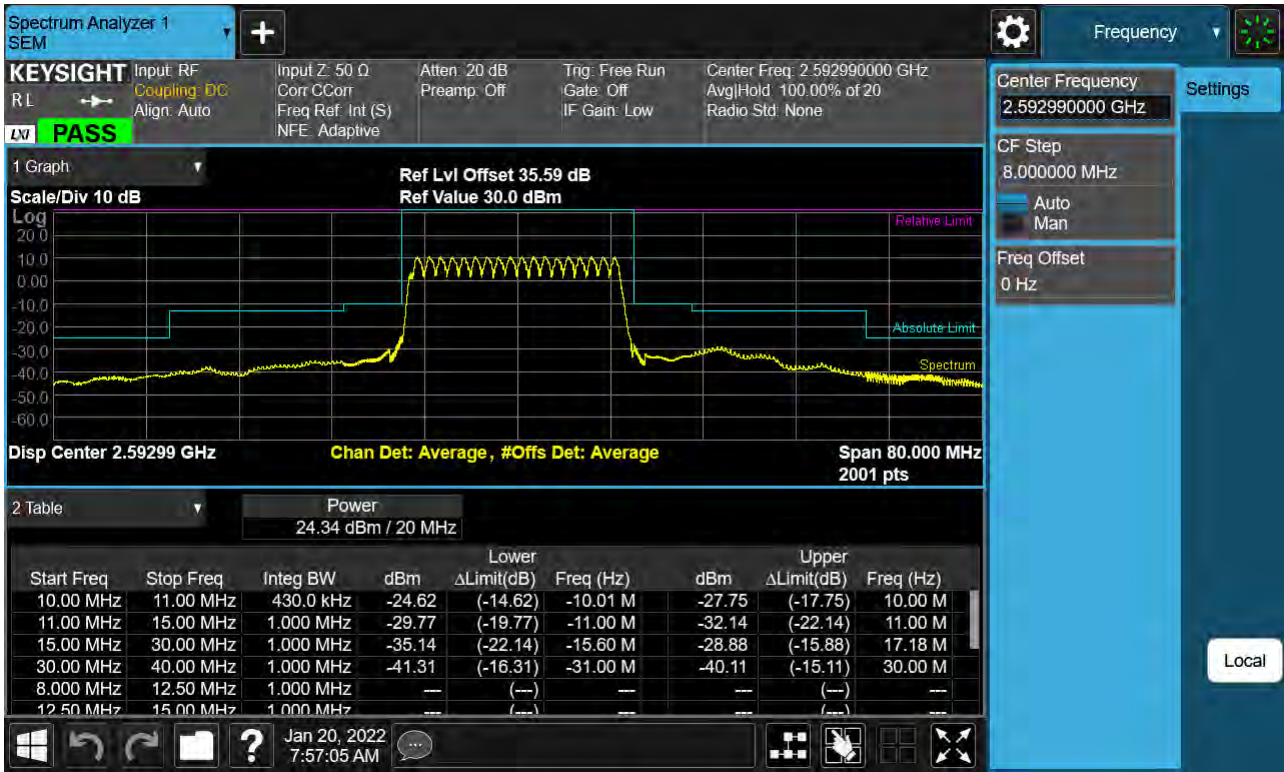 Spectrum Analyzer 1
SEM
Frequency
KEYSIGHT
R L
LXI
PASS
Input: RF
Coupling: DC
Align: Auto
Input Z: 50 Ω
Corr CCorr
Freq Ref: Int (S)
NFE: Adaptive
Atten: 20 dB
Preamp: Off
Trig: Free Run
Gate: Off
IF Gain: Low
Center Freq: 2.592990000 GHz
Avg|Hold: 100.00% of 20
Radio Std: None
Center Frequency
2.592990000 GHz
Settings
CF Step
8.000000 MHz
Auto
Man
Freq Offset
0 Hz
1 Graph
Scale/Div 10 dB
Ref Lvl Offset 35.59 dB
Ref Value 30.0 dBm
Log
20.0
10.0
0.00
-10.0
-20.0
-30.0
-40.0
-50.0
-60.0
Relative Limit
Absolute Limit
Spectrum
Disp Center 2.59299 GHz
Chan Det: Average, #Offs Det: Average
Span 80.000 MHz
2001 pts
2 Table
Power
24.34 dBm / 20 MHz
Lower Upper
Start Freq Stop Freq Integ BW dBm ΔLimit(dB) Freq (Hz) dBm ΔLimit(dB) Freq (Hz)
10.00 MHz 11.00 MHz 430.0 kHz -24.62 (-14.62) -10.01 M -27.75 (-17.75) 10.00 M
11.00 MHz 15.00 MHz 1.000 MHz -29.77 (-19.77) -11.00 M -32.14 (-22.14) 11.00 M
15.00 MHz 30.00 MHz 1.000 MHz -35.14 (-22.14) -15.60 M -28.88 (-15.88) 17.18 M
30.00 MHz 40.00 MHz 1.000 MHz -41.31 (-16.31) -31.00 M -40.11 (-15.11) 30.00 M
8.000 MHz 12.50 MHz 1.000 MHz --- (---) --- --- (---) ---
12.50 MHz 15.00 MHz 1.000 MHz --- (---) --- --- (---) ---
Local
?
Jan 20, 2022
7:57:05 AM